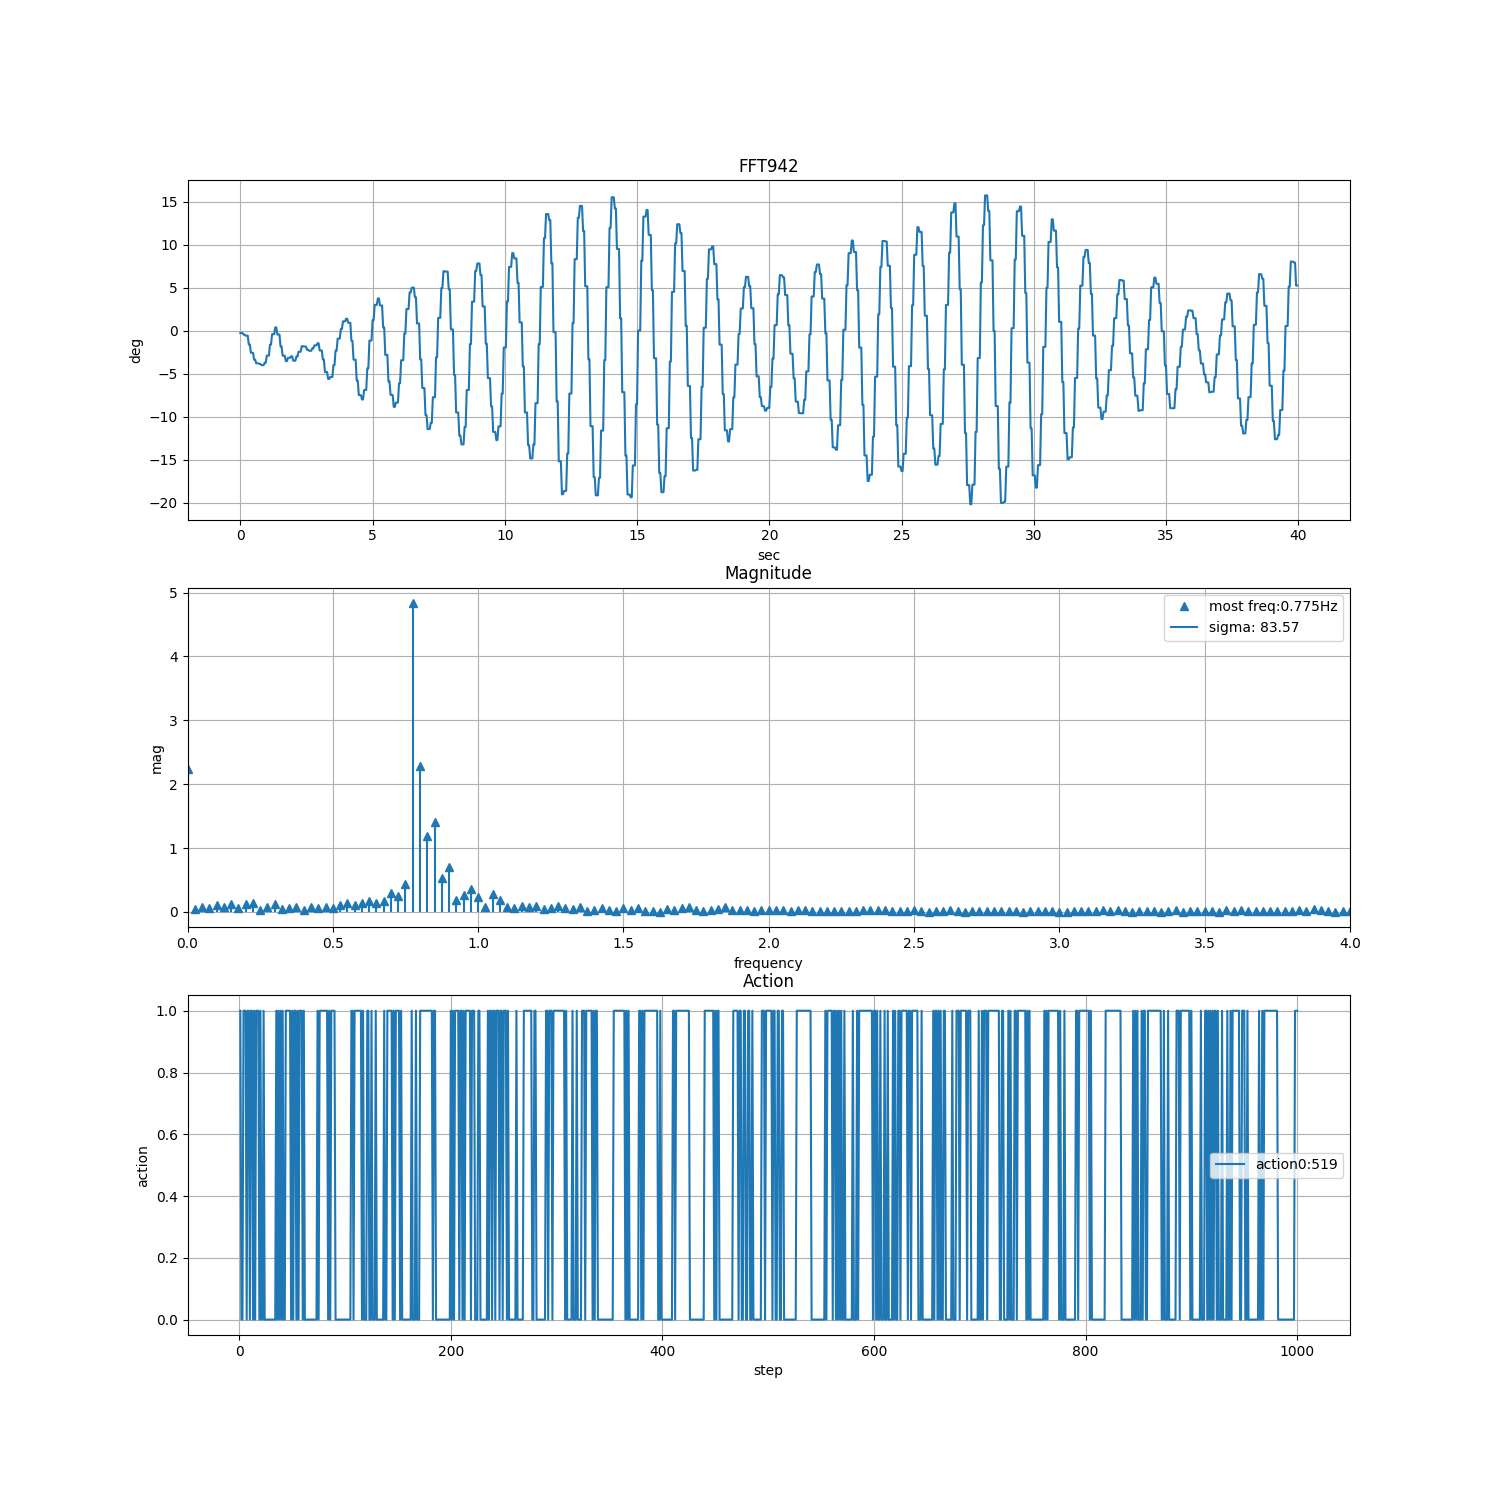 FFT942
15
10
5
0
−5
−10
−15
−20
deg
0 5 10 15 20 25 30 35 40
sec
Magnitude
5
4
3
2
1
0
mag
most freq:0.775Hz
sigma: 83.57
0.0 0.5 1.0 1.5 2.0 2.5 3.0 3.5 4.0
frequency
Action
1.0
0.8
0.6
0.4
0.2
0.0
action
action0:519
0 200 400 600 800 1000
step